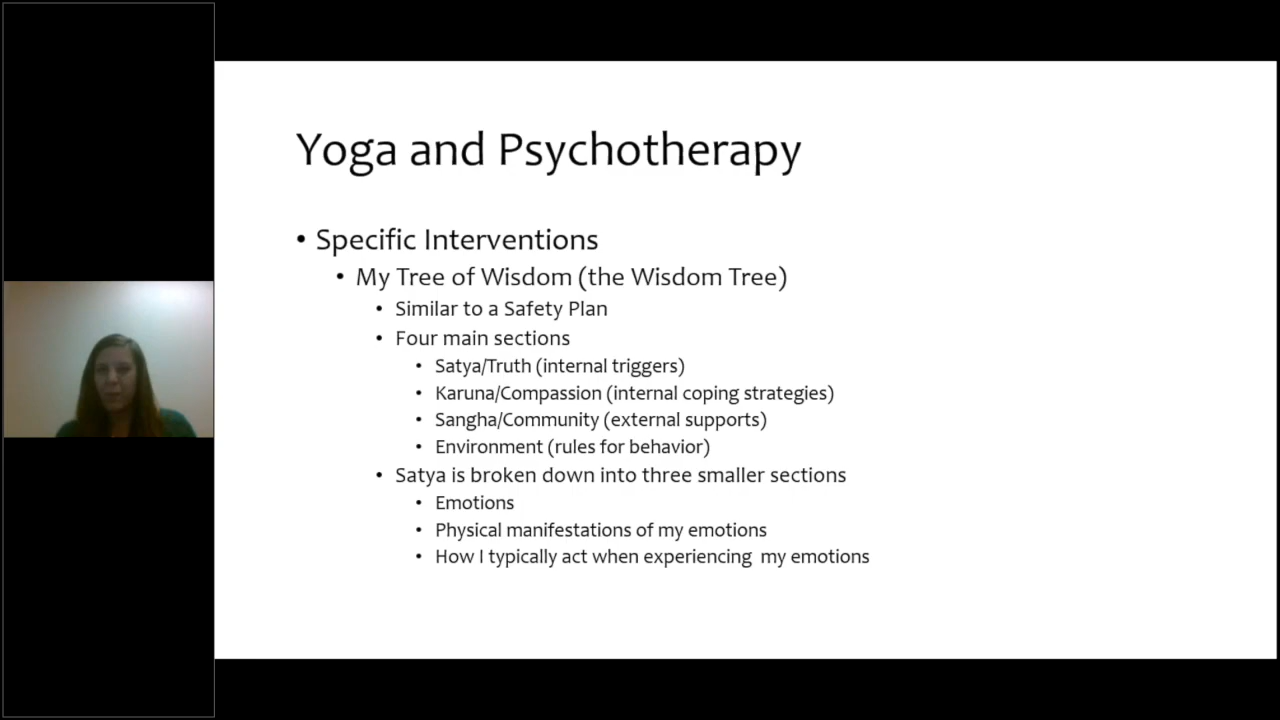 Yoga and Psychotherapy
• Specific Interventions
• My Tree of Wisdom (the Wisdom Tree)
• Similar to a Safety Plan
• Four main sections
• Satya/Truth (internal triggers)
• Karuna/Compassion (internal coping strategies)
• Sangha/Community (external supports)
• Environment (rules for behavior)
• Satya is broken down into three smaller sections
• Emotions
• Physical manifestations of my emotions
• How I typically act when experiencing  my emotions